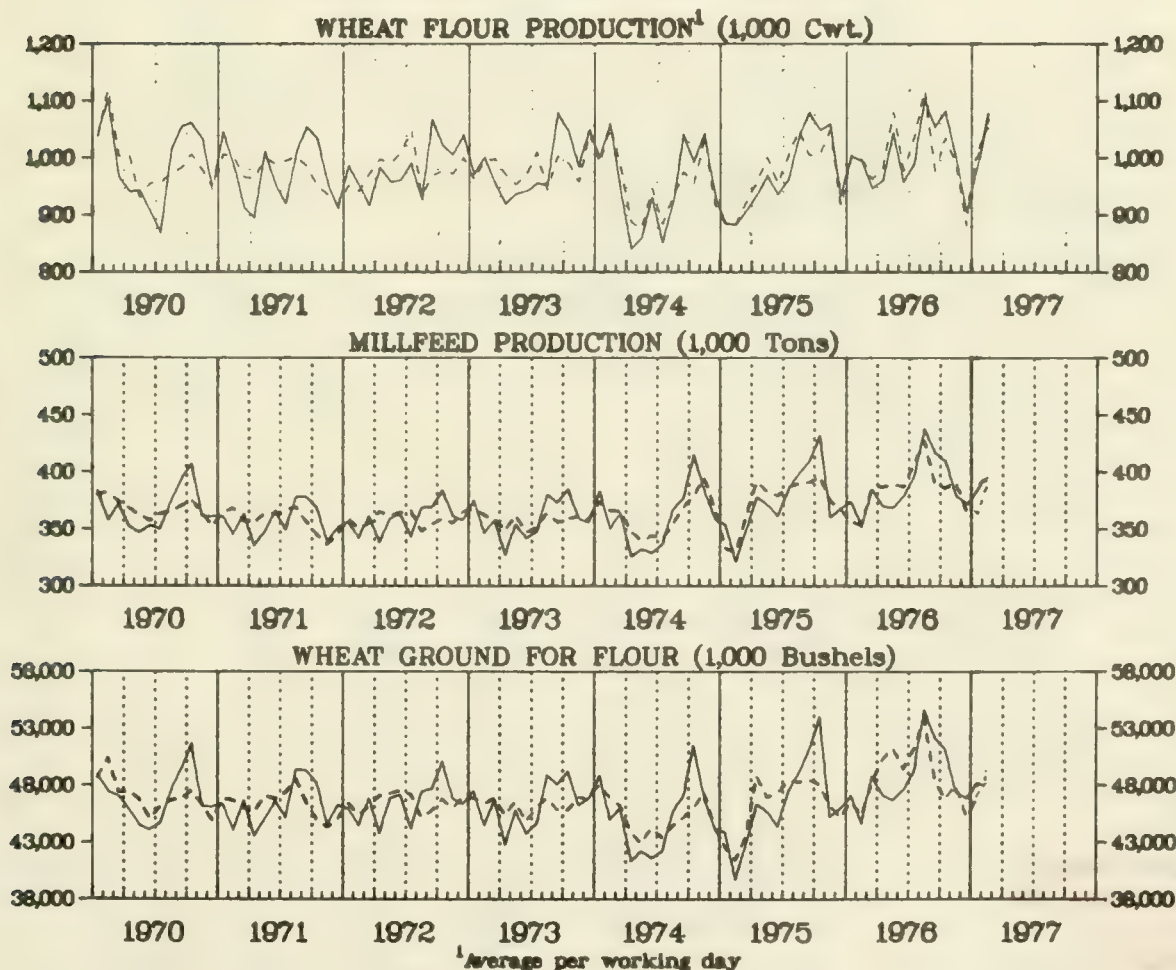 WHEAT FLOUR PRODUCTION¹ (1,000 Cwt.)
1,200 1,200
1,100 1,100
1,000 1,000
900 900
800 800
1970 1971 1972 1973 1974 1975 1976 1977
MILLFEED PRODUCTION (1,000 Tons)
500 500
450 450
400 400
350 350
300 300
1970 1971 1972 1973 1974 1975 1976 1977
WHEAT GROUND FOR FLOUR (1,000 Bushels)
58,000 58,000
53,000 53,000
48,000 48,000
43,000 43,000
38,000 38,000
1970 1971 1972 1973 1974 1975 1976 1977
¹Average per working day